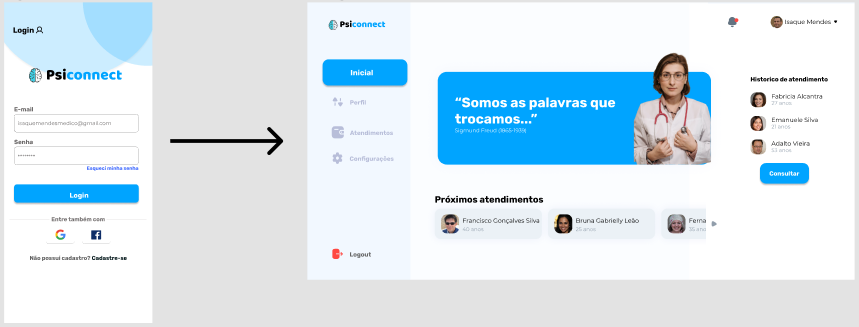 Login
Psiconnect
E-mail
isaquemendesmedico@gmail.com
Senha
********
Esqueci minha senha
Login
Entre também com
Não possui cadastro? Cadastre-se
Psiconnect
Isaque Mendes
Inicial
Perfil
Atendimentos
Configurações
Logout
“Somos as palavras que
trocamos...”
Sigmund Freud (1865-1939)
Próximos atendimentos
Francisco Gonçalves Silva
40 anos
Bruna Gabrielly Leão
25 anos
Ferna
35 anos
Historico de atendimento
Fabricia Alcantra
37 anos
Emanuele Silva
21 anos
Adalto Vieira
53 anos
Consultar